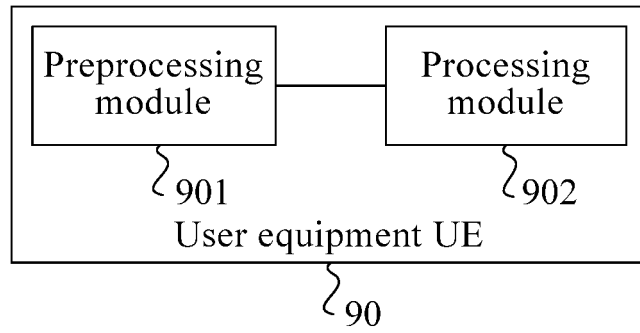 Preprocessing
module
Processing
module
901
902
User equipment UE
90